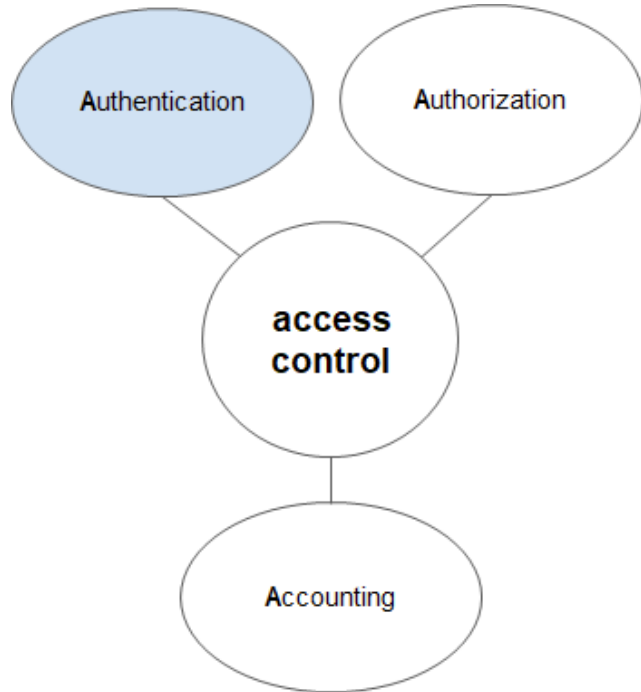 Authentication
Authorization
access
control
Accounting